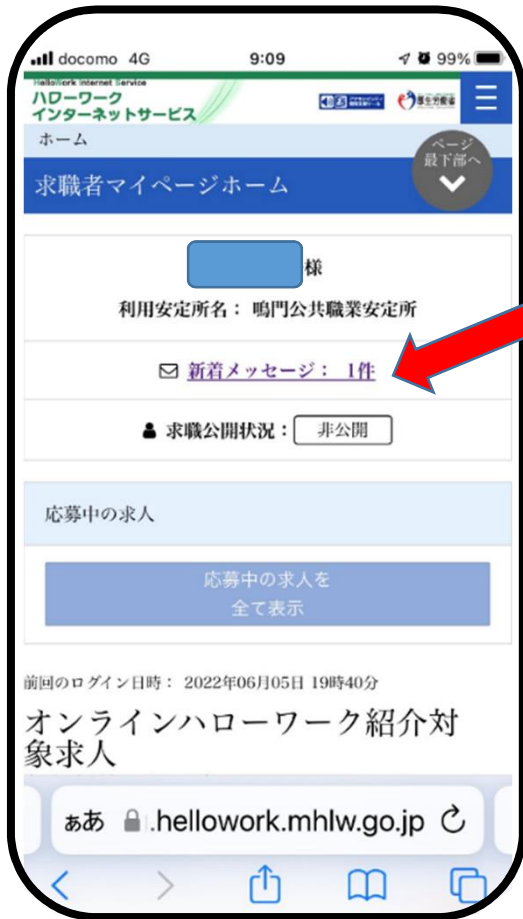 docomo 4G 9:09 99%
HelloWork Internet Service
ハローワーク
インターネットサービス
厚生労働省
ホーム
ページ
最下部へ
求職者マイページホーム
様
利用安定所名： 鳴門公共職業安定所
新着メッセージ： 1件
求職公開状況： 非公開
応募中の求人
応募中の求人を
全て表示
前回のログイン日時： 2022年06月05日 19時40分
オンラインハローワーク紹介対
象求人
ぁあ .hellowork.mhlw.go.jp